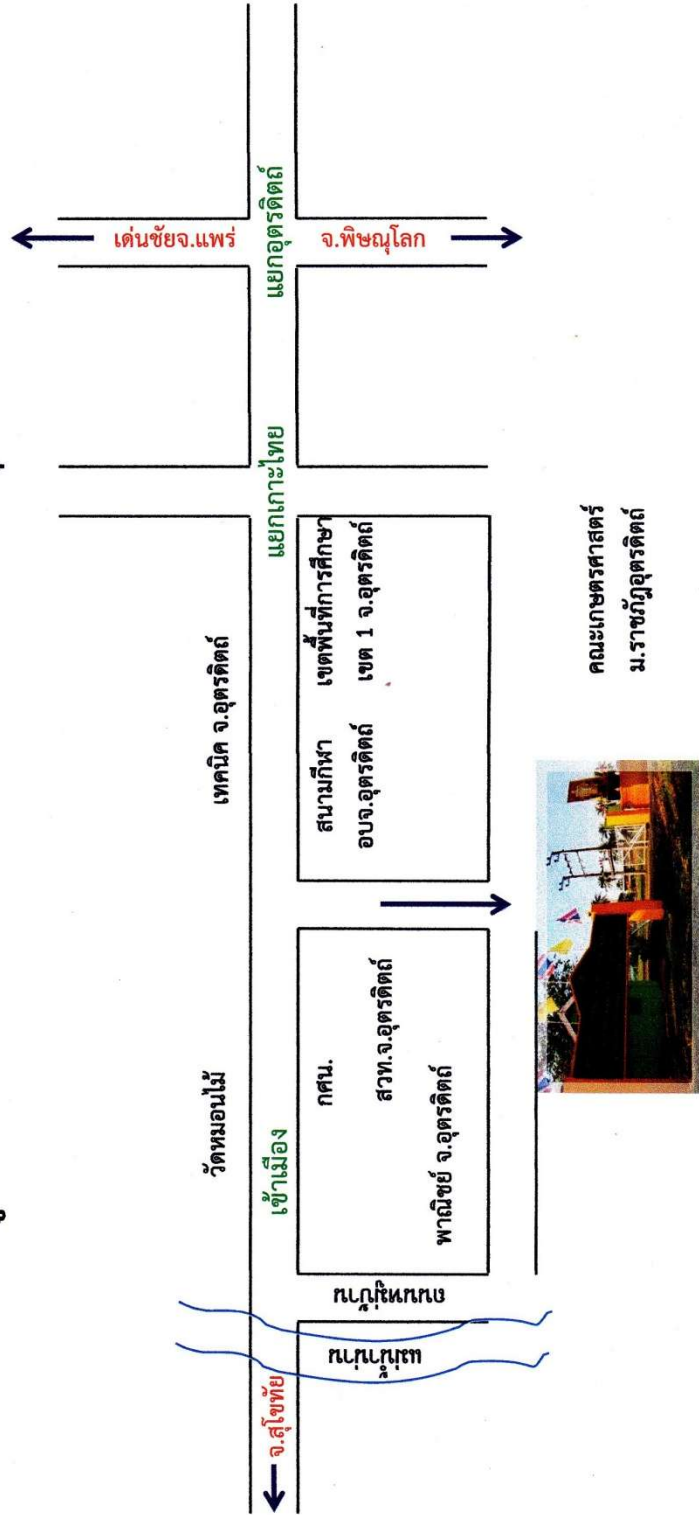 เด่นชัยจ.แพร่
จ.พิษณุโลก
แยกอุตรดิตถ์
แยกเกาะไทย
เทคนิค จ.อุตรดิตถ์
เขตพื้นที่การศึกษา
เขต 1 จ.อุตรดิตถ์
สนามกีฬา
อบจ.อุตรดิตถ์
คณะเกษตรศาสตร์
ม.ราชภัฏอุตรดิตถ์
วัดหมอนไม้
เข้าเมือง
กศน.
สวท.จ.อุตรดิตถ์
พาณิชย์ จ.อุตรดิตถ์
ถนนหมู่บ้าน
แม่น้ำน่าน
จ.สุโขทัย